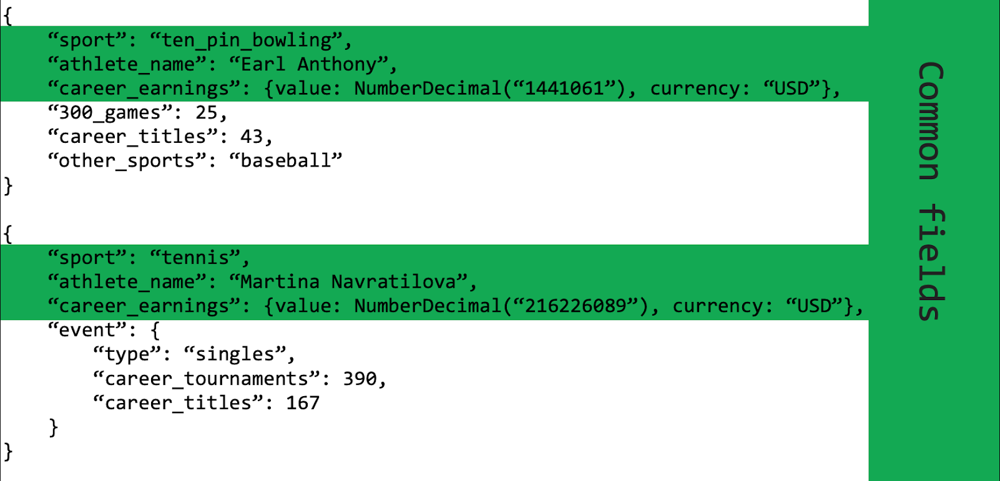 {
“sport”: “ten_pin_bowling”,
“athlete_name”: “Earl Anthony”,
“career_earnings”: {value: NumberDecimal(“1441061”), currency: “USD”},
“300_games”: 25,
“career_titles”: 43,
“other_sports”: “baseball”
}
{
“sport”: “tennis”,
“athlete_name”: “Martina Navratilova”,
“career_earnings”: {value: NumberDecimal(“216226089”), currency: “USD”},
“event”: {
“type”: “singles”,
“career_tournaments”: 390,
“career_titles”: 167
}
}
Common fields